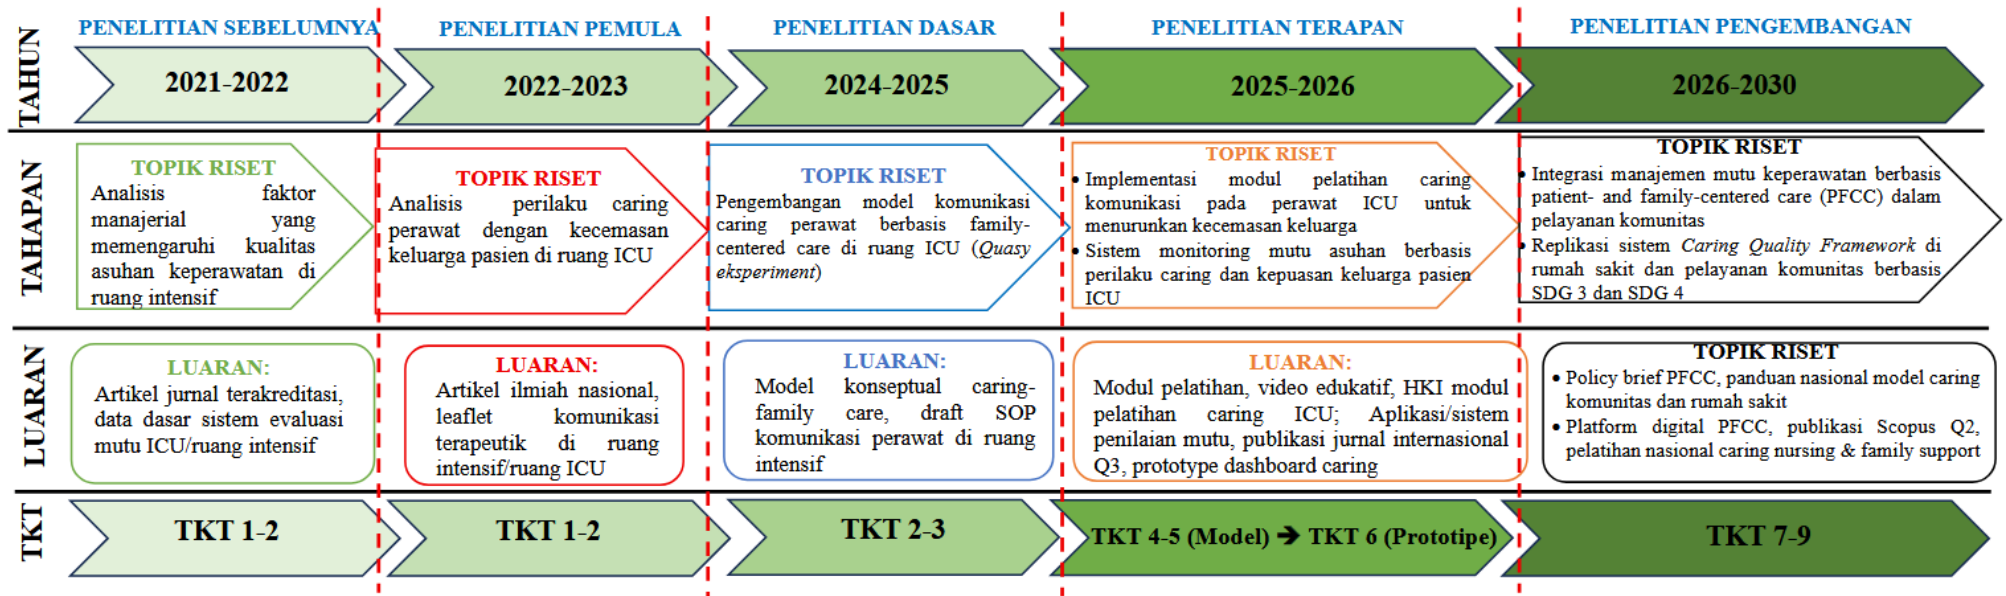 TAHUN
PENELITIAN SEBELUMNYA
PENELITIAN PEMULA
PENELITIAN DASAR
PENELITIAN TERAPAN
PENELITIAN PENGEMBANGAN
2021-2022
2022-2023
2024-2025
2025-2026
2026-2030
TAHAPAN
TOPIK RISET
Analisis faktor
manajerial yang
memengaruhi kualitas
asuhan keperawatan di
ruang intensif
TOPIK RISET
Analisis perilaku caring
perawat dengan kecemasan
keluarga pasien di ruang ICU
TOPIK RISET
Pengembangan model komunikasi
caring perawat berbasis family-
centered care di ruang ICU (Quasy
eksperiment)
TOPIK RISET
• Implementasi modul pelatihan caring
komunikasi pada perawat ICU untuk
menurunkan kecemasan keluarga
• Sistem monitoring mutu asuhan berbasis
perilaku caring dan kepuasan keluarga pasien
ICU
TOPIK RISET
• Integrasi manajemen mutu keperawatan berbasis
patient- and family-centered care (PFCC) dalam
pelayanan komunitas
• Replikasi sistem Caring Quality Framework di
rumah sakit dan pelayanan komunitas berbasis
SDG 3 dan SDG 4
LUARAN
LUARAN:
Artikel jurnal terakreditasi,
data dasar sistem evaluasi
mutu ICU/ruang intensif
LUARAN:
Artikel ilmiah nasional,
leaflet komunikasi
terapeutik di ruang
intensif/ruang ICU
LUARAN:
Model konseptual caring-
family care, draft SOP
komunikasi perawat di ruang
intensif
LUARAN:
Modul pelatihan, video edukatif, HKI modul
pelatihan caring ICU; Aplikasi/sistem
penilaian mutu, publikasi jurnal internasional
Q3, prototype dashboard caring
TOPIK RISET
• Policy brief PFCC, panduan nasional model caring
komunitas dan rumah sakit
• Platform digital PFCC, publikasi Scopus Q2,
pelatihan nasional caring nursing & family support
TKT
TKT 1-2
TKT 1-2
TKT 2-3
TKT 4-5 (Model) ➔ TKT 6 (Prototipe)
TKT 7-9